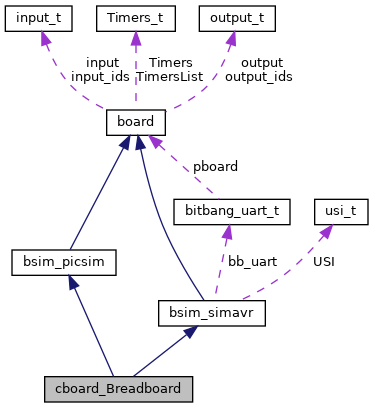 input_t
Timers_t
output_t
input
input_ids
Timers
TimersList
output
output_ids
board
pboard
bitbang_uart_t
usi_t
bsim_picsim
bb_uart
USI
bsim_simavr
cboard_Breadboard